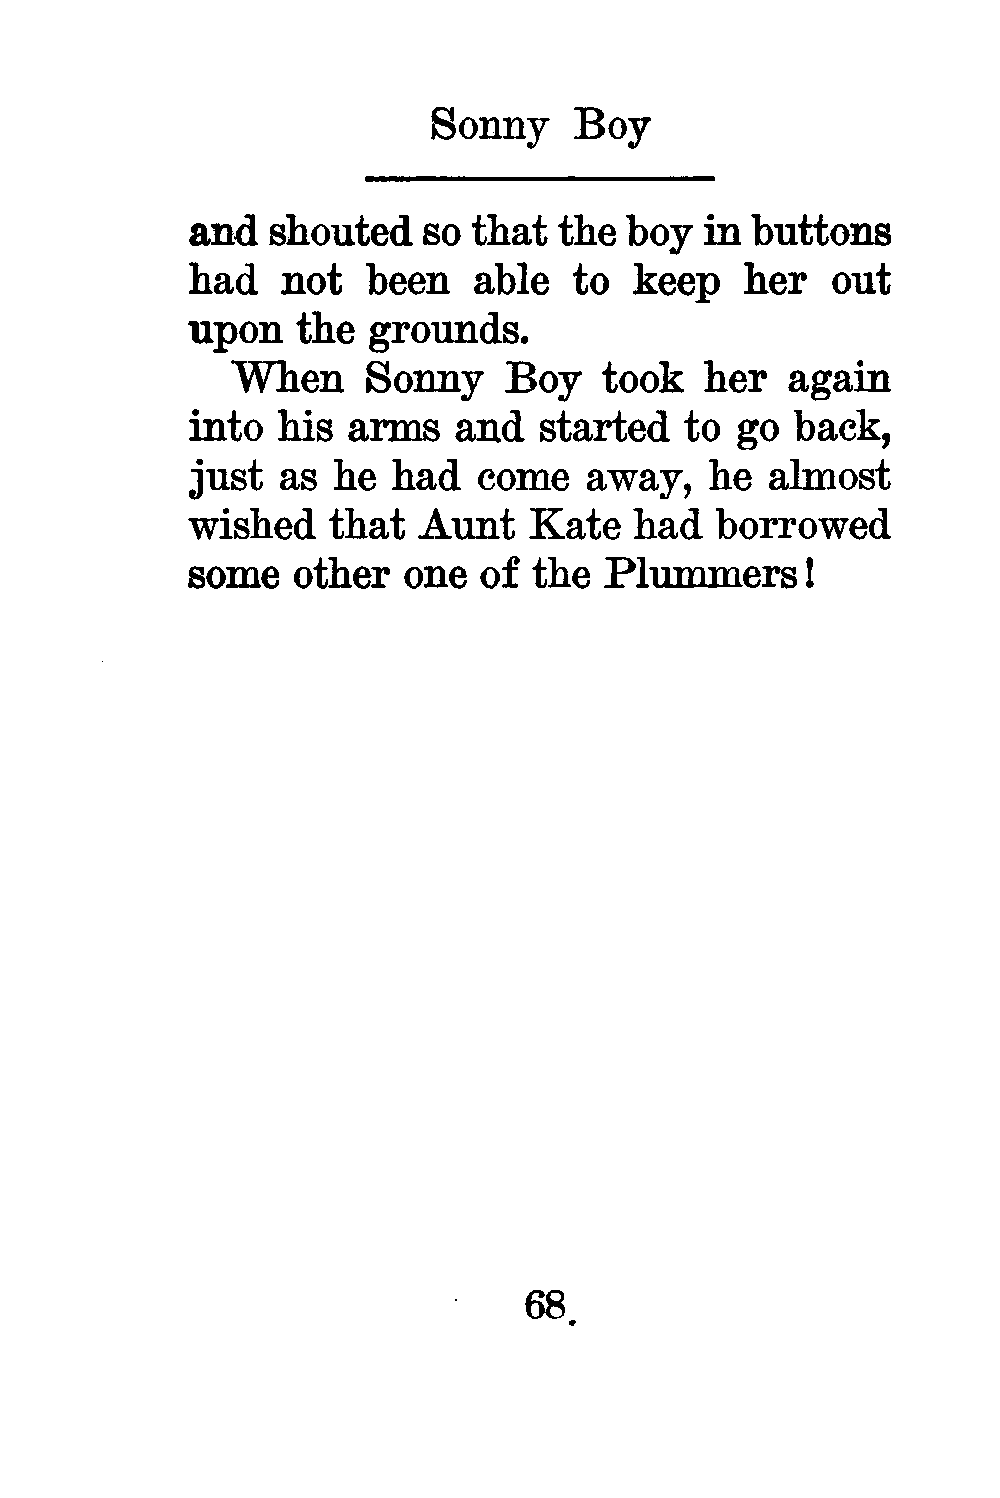 Sonny Boy
and shouted so that the boy in buttons
had not been able to keep her out
upon the grounds.
When Sonny Boy took her again
into his arms and started to go back,
just as he had come away, he almost
wished that Aunt Kate had borrowed
some other one of the Plummers!
68.